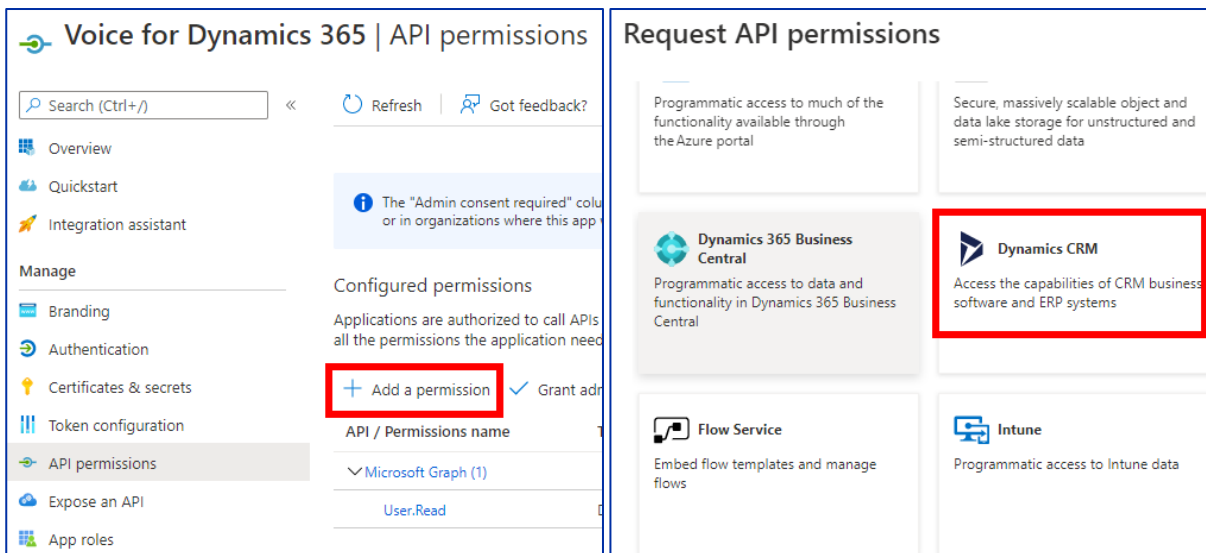 Voice for Dynamics 365 | API permissions
Search (Ctrl+/)
«
Refresh
Got feedback?
Overview
Quickstart
Integration assistant
The "Admin consent required" colu
or in organizations where this app
Manage
Branding
Authentication
Certificates & secrets
Token configuration
API permissions
Expose an API
App roles
Configured permissions
Applications are authorized to call APIs
all the permissions the application need
Add a permission
Grant adr
API / Permissions name
Microsoft Graph (1)
User.Read
Request API permissions
Programmatic access to much of the
functionality available through
the Azure portal
Secure, massively scalable object and
data lake storage for unstructured and
semi-structured data
Dynamics 365 Business
Central
Programmatic access to data and
functionality in Dynamics 365 Business
Central
Dynamics CRM
Access the capabilities of CRM business
software and ERP systems
Flow Service
Embed flow templates and manage
flows
Intune
Programmatic access to Intune data